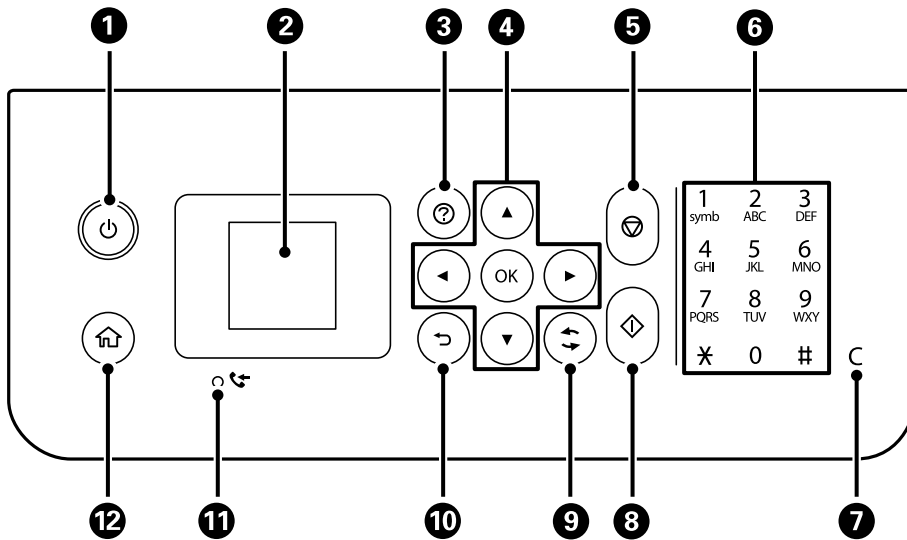 1 2 3 4 5 6
?
OK
1 2 3
symb ABC DEF
4 5 6
GHI JKL MNO
7 8 9
PQRS TUV WXY
* 0 #
C
12 11 10 9 8 7